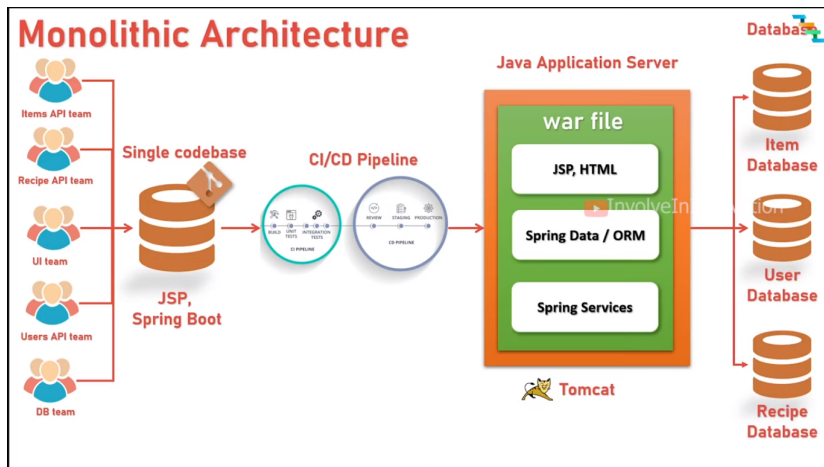 Monolithic Architecture
Items API team
Recipe API team
UI team
Users API team
DB team
Single codebase
JSP,
Spring Boot
CI/CD Pipeline
BUILD
UNIT
TESTS
INTEGRATION
TESTS
CI PIPELINE
REVIEW
STAGING
PRODUCTION
CD PIPELINE
Java Application Server
war file
JSP, HTML
Spring Data / ORM
Spring Services
Tomcat
Database
Item
Database
User
Database
Recipe
Database